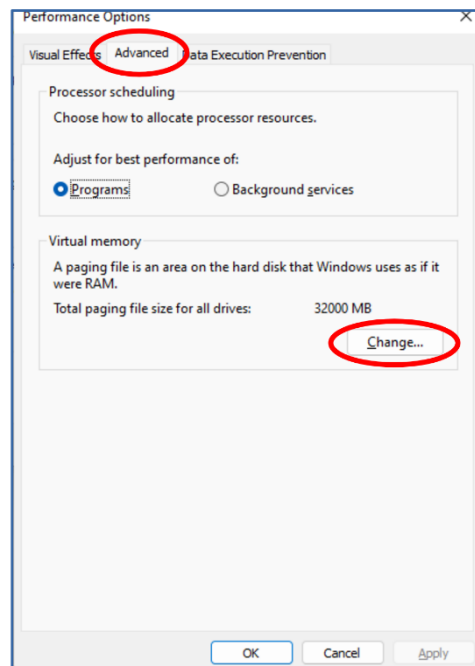 Performance Options
Visual Effects Advanced Data Execution Prevention
Processor scheduling
Choose how to allocate processor resources.
Adjust for best performance of:
Programs Background services
Virtual memory
A paging file is an area on the hard disk that Windows uses as if it
were RAM.
Total paging file size for all drives: 32000 MB
Change...
OK Cancel Apply